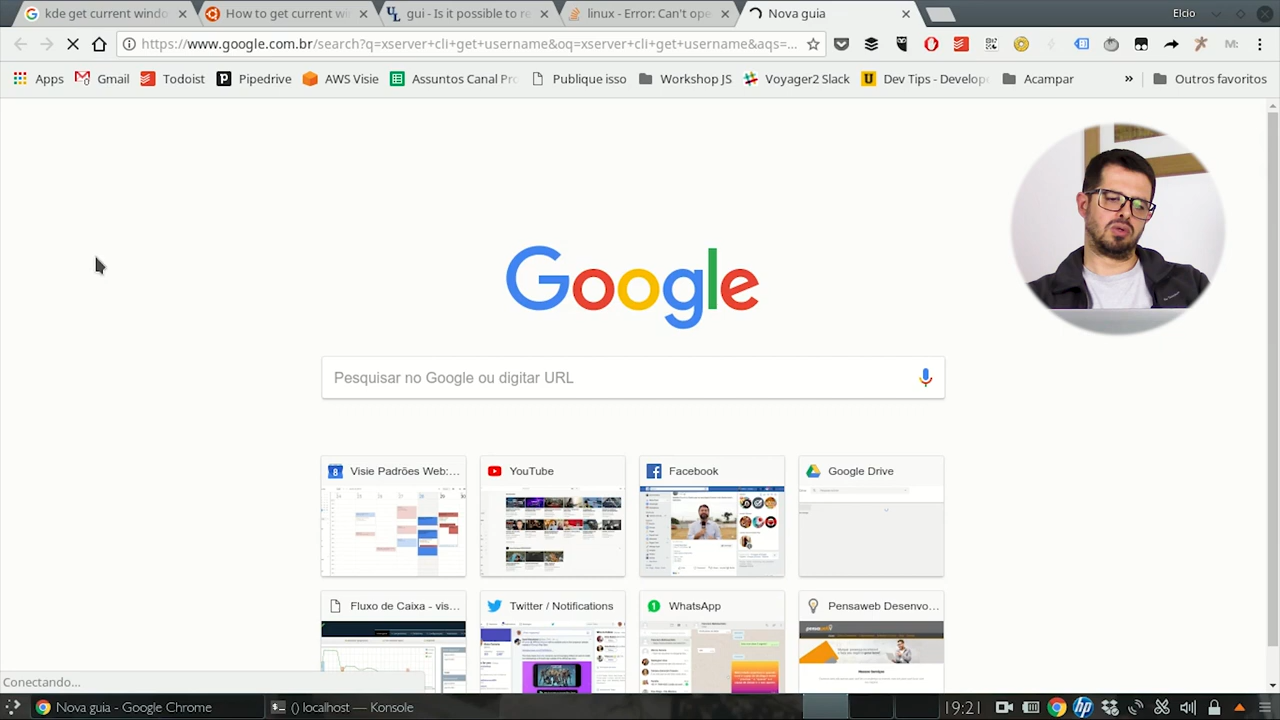 kde get current windo
to get current wi
gui - Is it possible to re
linux - Error: Can't ope
Nova guia
Elcio
https://www.google.com.br/search?q=xserver+cli+get+username&oq=xserver+cli+get+username&aqs=...
Apps
Gmail
Todoist
Pipedrive
AWS Visie
Assuntos Canal Pro
Publique isso
Workshop JS
Voyager2 Slack
Dev Tips - Develop
Acampar
»
Outros favoritos
Google
Pesquisar no Google ou digitar URL
Visie Padrões Web:...
YouTube
Facebook
Google Drive
Fluxo de Caixa - vis...
Twitter / Notifications
WhatsApp
Pensaweb Desenvo...
Nova guia - Google Chrome
(localhost) — Konsole
19:21